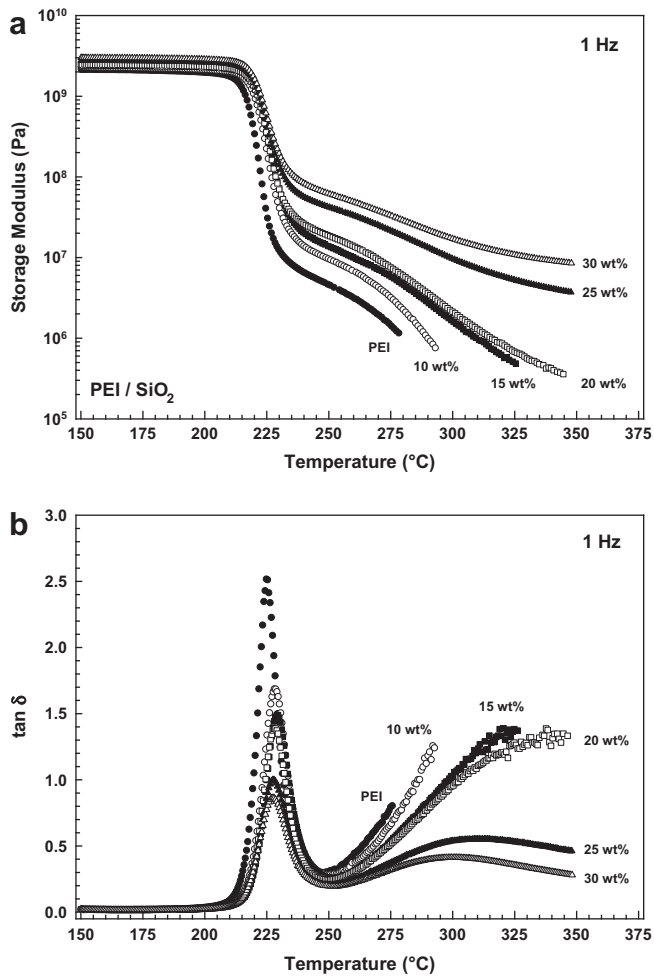 a
1 Hz
Storage Modulus (Pa)
10^10
10^9
10^8
10^7
10^6
10^5
30 wt%
25 wt%
PEI
10 wt%
15 wt%
20 wt%
PEI / SiO₂
150 175 200 225 250 275 300 325 350 375
Temperature (°C)
b
1 Hz
tan δ
3.0
2.5
2.0
1.5
1.0
0.5
0.0
15 wt%
10 wt%
20 wt%
PEI
25 wt%
30 wt%
150 175 200 225 250 275 300 325 350 375
Temperature (°C)